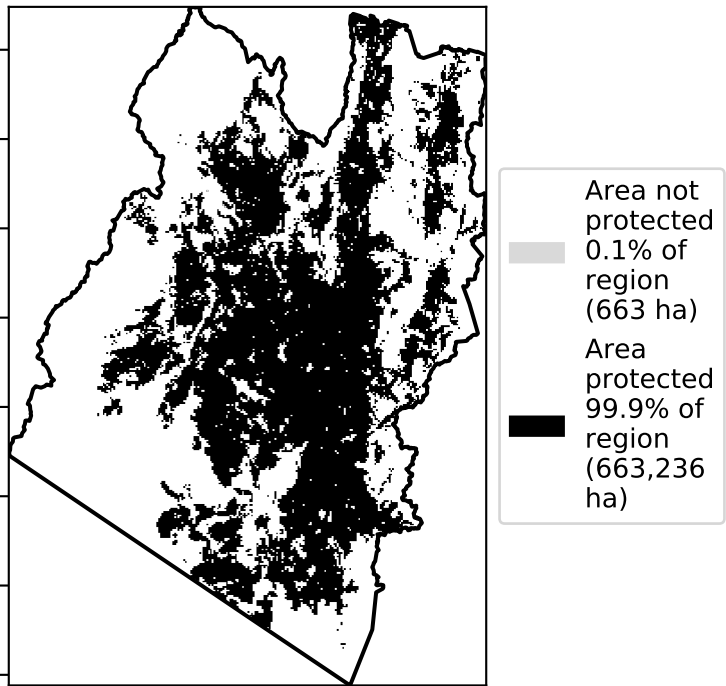 Area not
protected
0.1% of
region
(663 ha)
Area
protected
99.9% of
region
(663,236
ha)